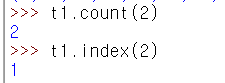 >>> t1.count(2)
2
>>> t1.index(2)
1